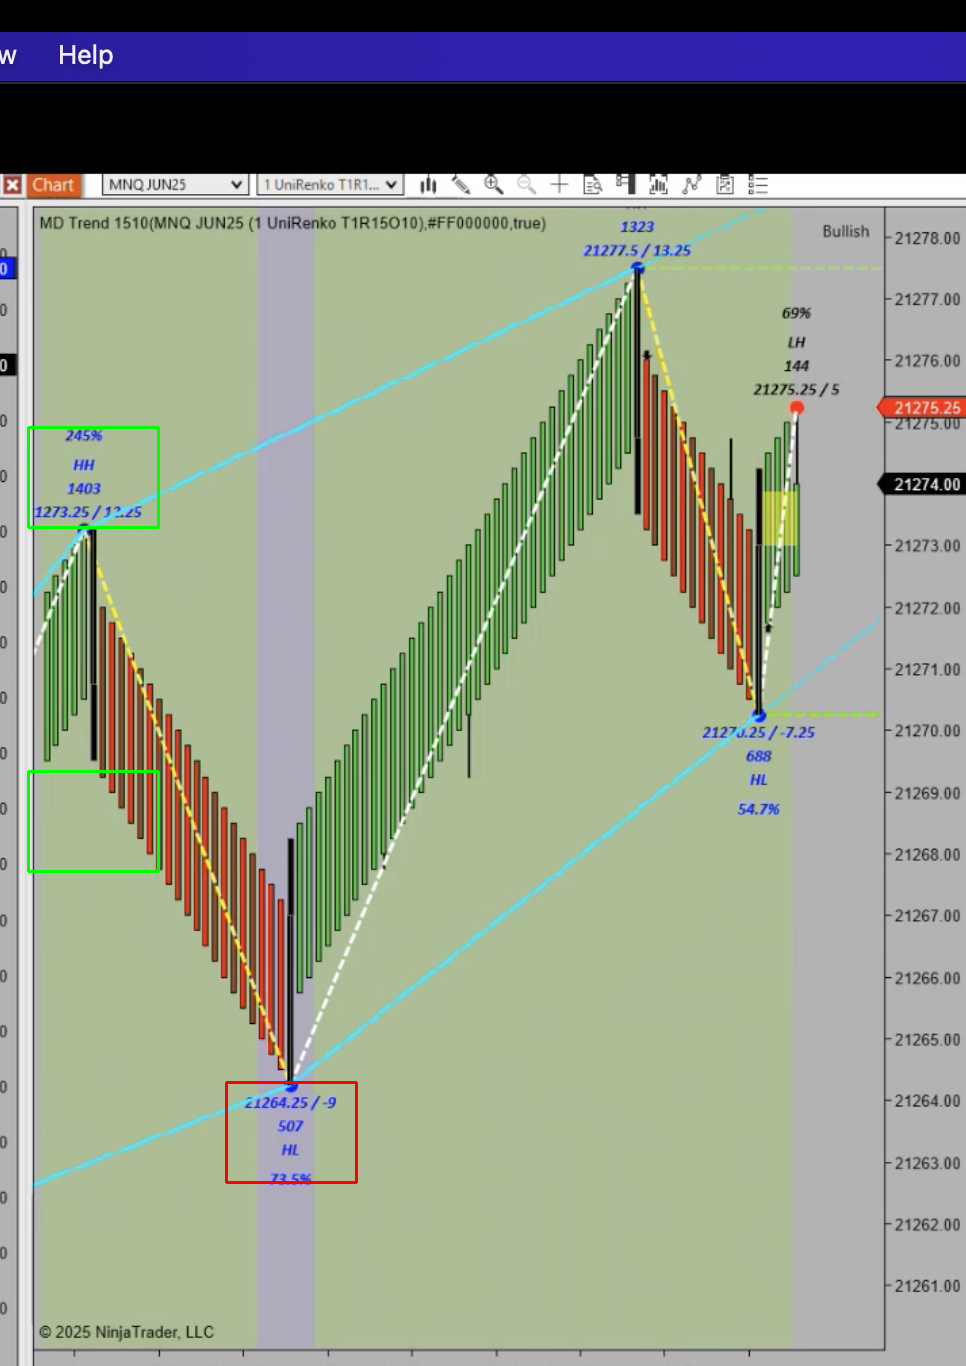 w Help
Chart MNQ JUN25 1 UniRenko T1R1...
MD Trend 1510(MNQ JUN25 (1 UniRenko T1R15O10),#FF000000,true)
Bullish
1323
21277.5 / 13.25
69%
LH
144
21275.25 / 5
245%
HH
1403
1273.25 / 12.25
21270.25 / -7.25
688
HL
54.7%
21264.25 / -9
507
HL
73.5%
21278.00
21277.00
21276.00
21275.25
21275.00
21274.00
21273.00
21272.00
21271.00
21270.00
21269.00
21268.00
21267.00
21266.00
21265.00
21264.00
21263.00
21262.00
21261.00
© 2025 NinjaTrader, LLC